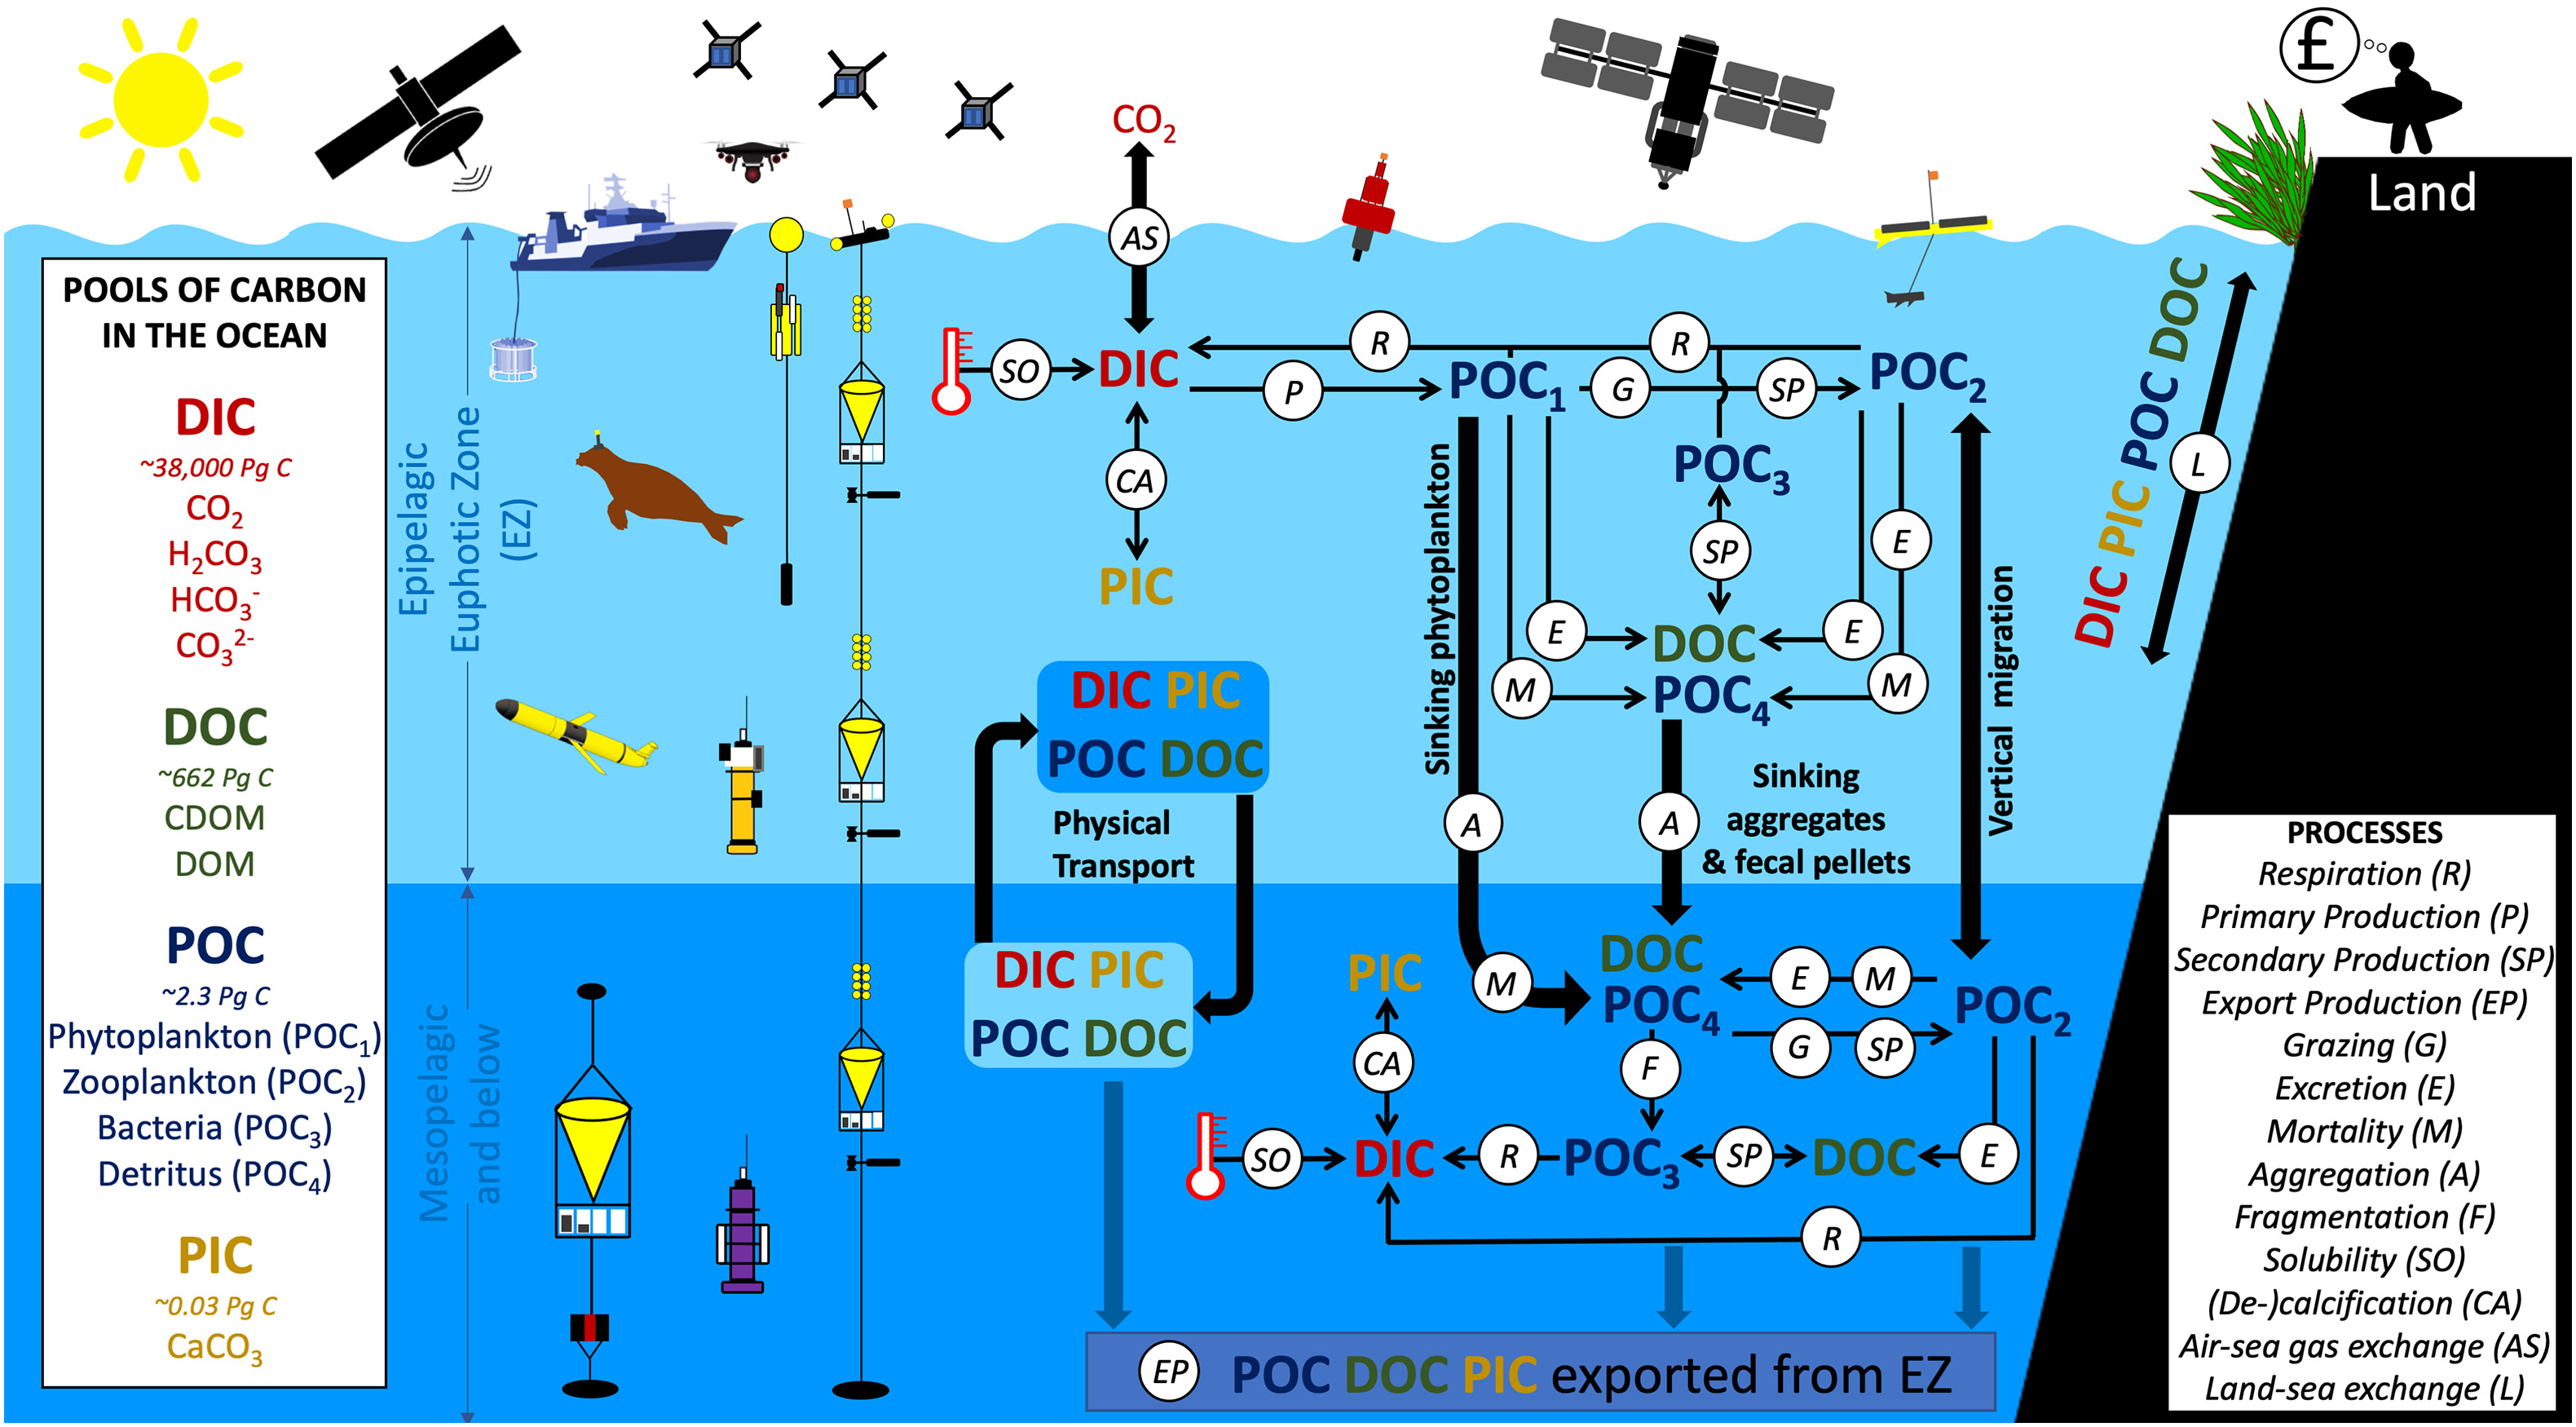 £
Land
CO₂
AS
POOLS OF CARBON
IN THE OCEAN
DIC
~38,000 Pg C
CO₂
H₂CO₃
HCO₃⁻
CO₃²⁻
DOC
~662 Pg C
CDOM
DOM
POC
~2.3 Pg C
Phytoplankton (POC₁)
Zooplankton (POC₂)
Bacteria (POC₃)
Detritus (POC₄)
PIC
~0.03 Pg C
CaCO₃
Epipelagic
Euphotic Zone
(EZ)
Mesopelagic
and below
SO
DIC
R
R
P
POC₁
G
SP
POC₂
CA
PIC
POC₃
SP
E
E
E
DOC
M
M
POC₄
Sinking phytoplankton
A
A
Sinking
aggregates
& fecal pellets
Vertical migration
DIC PIC POC DOC
L
DIC PIC
POC DOC
Physical
Transport
DIC PIC
POC DOC
PIC
CA
M
DOC
POC₄
E
M
G
SP
POC₂
F
SO
DIC
R
POC₃
SP
DOC
E
R
EP
POC DOC PIC exported from EZ
PROCESSES
Respiration (R)
Primary Production (P)
Secondary Production (SP)
Export Production (EP)
Grazing (G)
Excretion (E)
Mortality (M)
Aggregation (A)
Fragmentation (F)
Solubility (SO)
(De-)calcification (CA)
Air-sea gas exchange (AS)
Land-sea exchange (L)